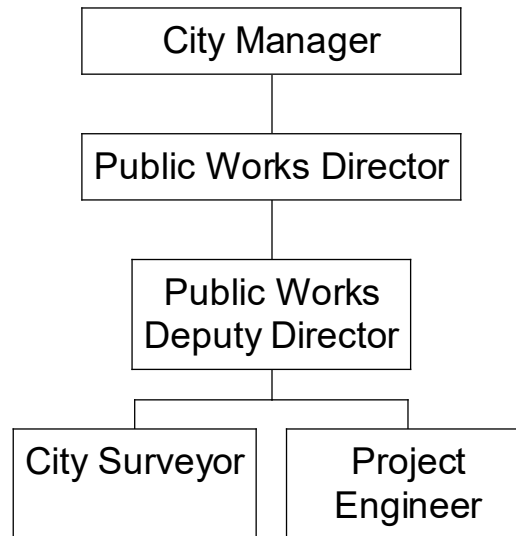 City Manager
Public Works Director
Public Works
Deputy Director
City Surveyor
Project
Engineer